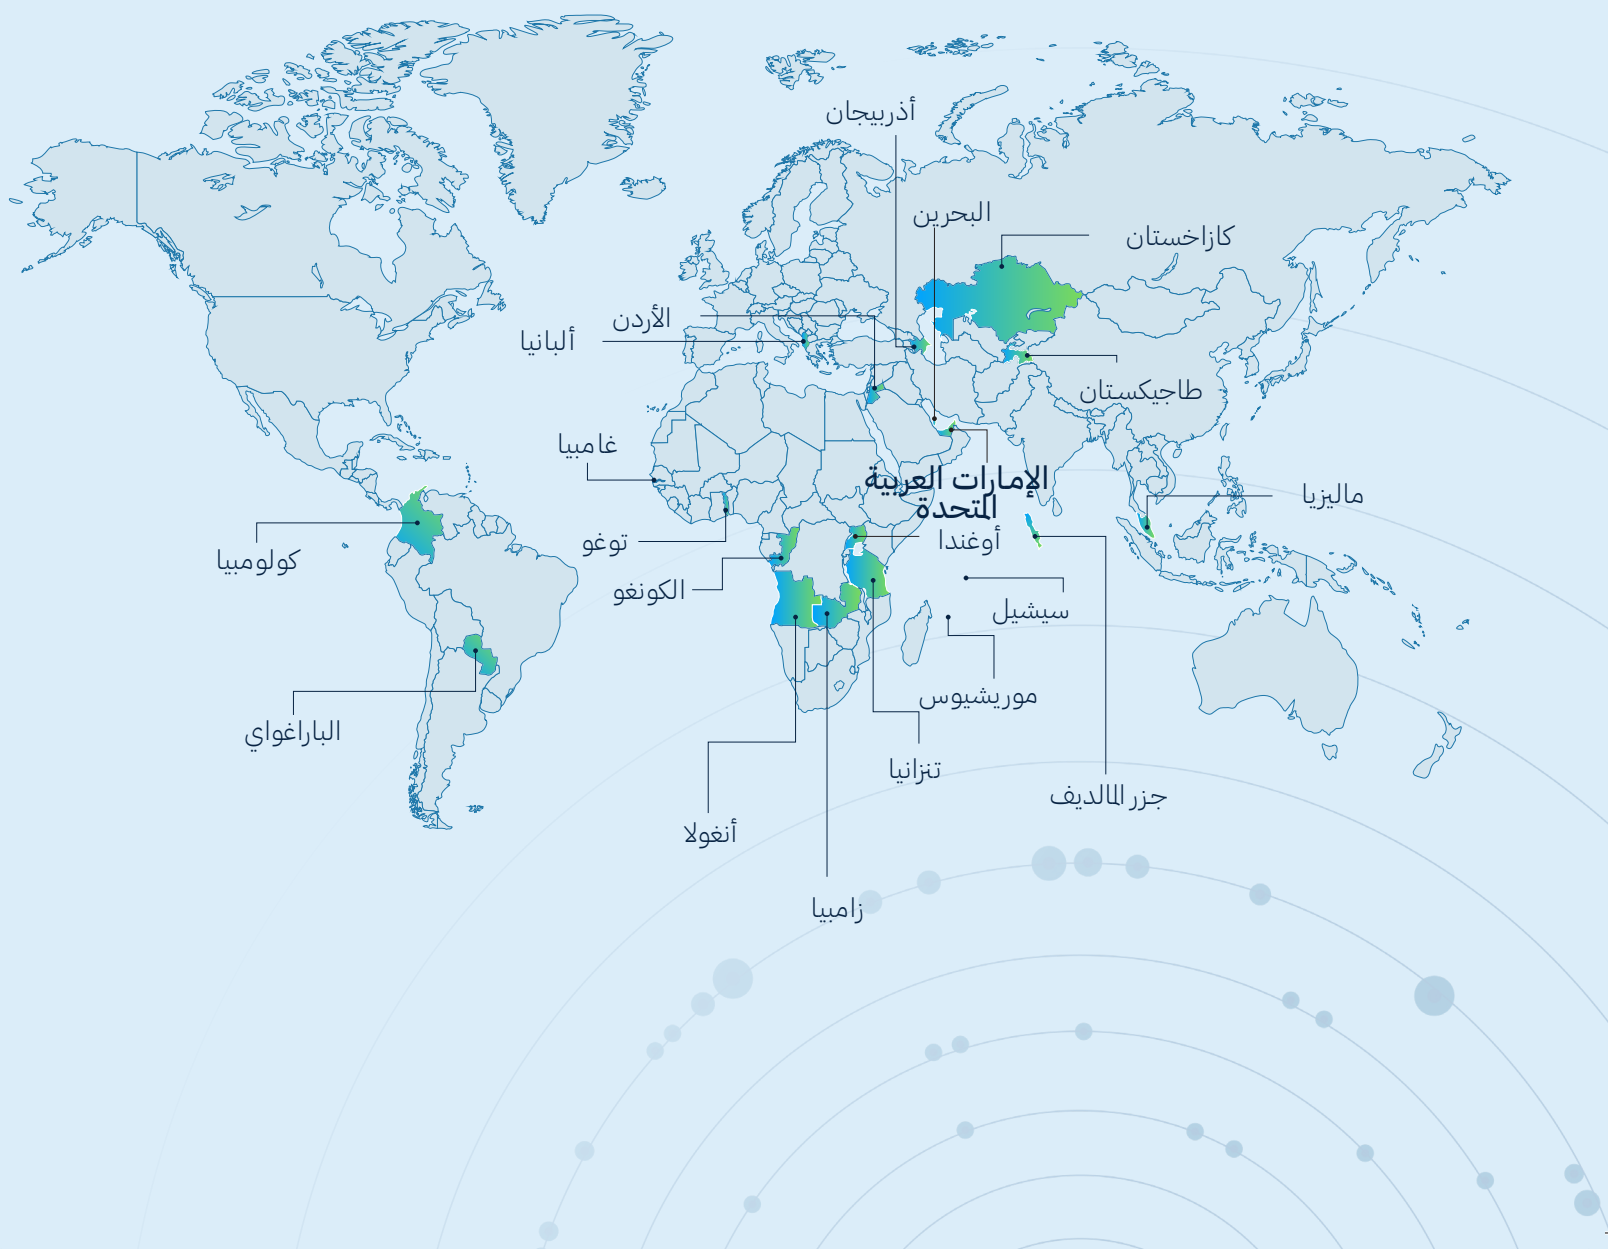 أذربيجان
البحرين
كازاخستان
الأردن
ألبانيا
طاجيكستان
غامبيا
الإمارات العربية
المتحدة
ماليزيا
أوغندا
توغو
كولومبيا
الكونغو
سيشيل
موريشيوس
الباراغواي
تنزانيا
جزر المالديف
أنغولا
زامبيا